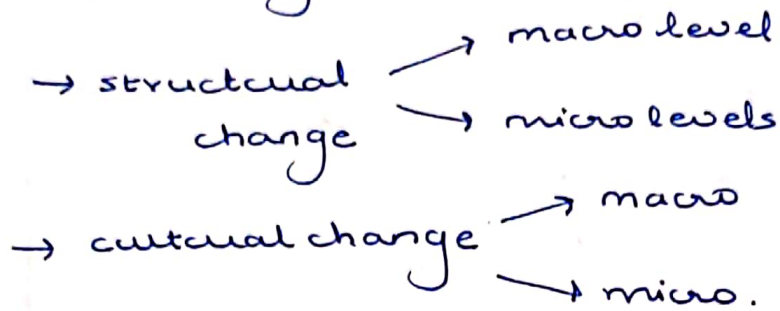 macro level
→ structural
micro levels
change
macro
→ cultural change
micro.